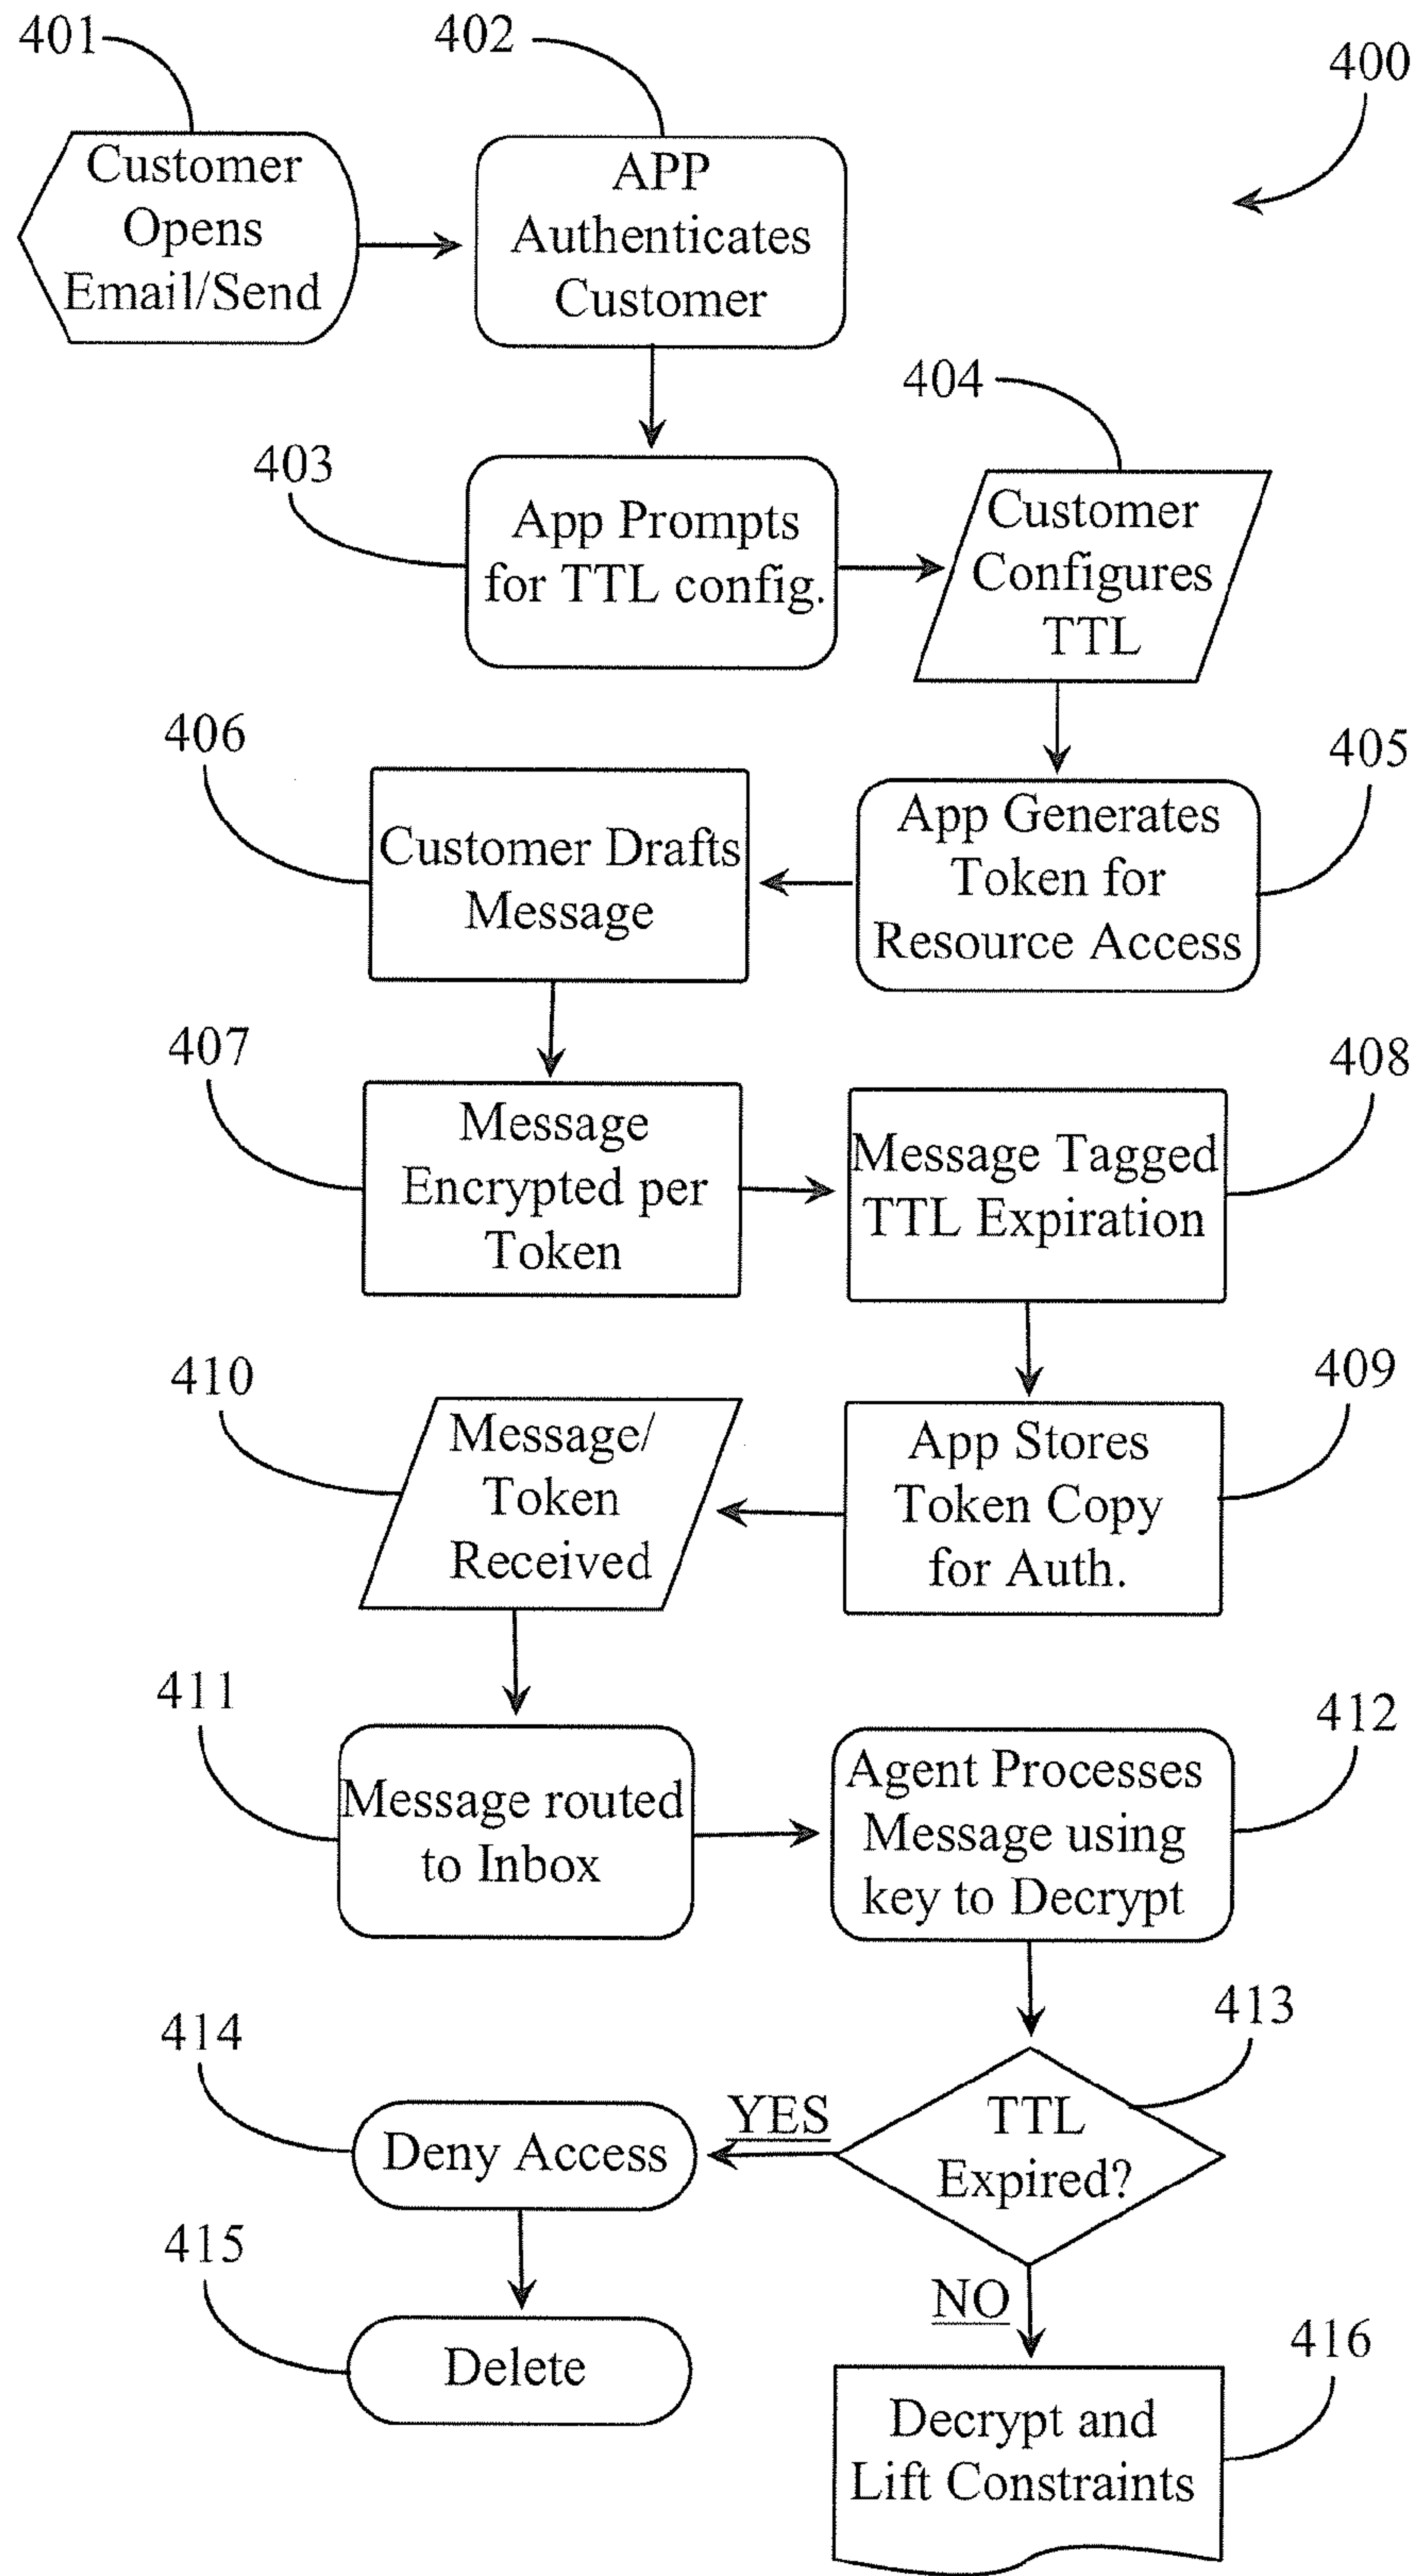 401
402
400
Customer
Opens
Email/Send
APP
Authenticates
Customer
404
403
App Prompts
for TTL config.
Customer
Configures
TTL
406
405
Customer Drafts
Message
App Generates
Token for
Resource Access
407
408
Message
Encrypted per
Token
Message Tagged
TTL Expiration
410
409
Message/
Token
Received
App Stores
Token Copy
for Auth.
411
412
Message routed
to Inbox
Agent Processes
Message using
key to Decrypt
414
413
Deny Access
YES
TTL
Expired?
415
Delete
NO
416
Decrypt and
Lift Constraints